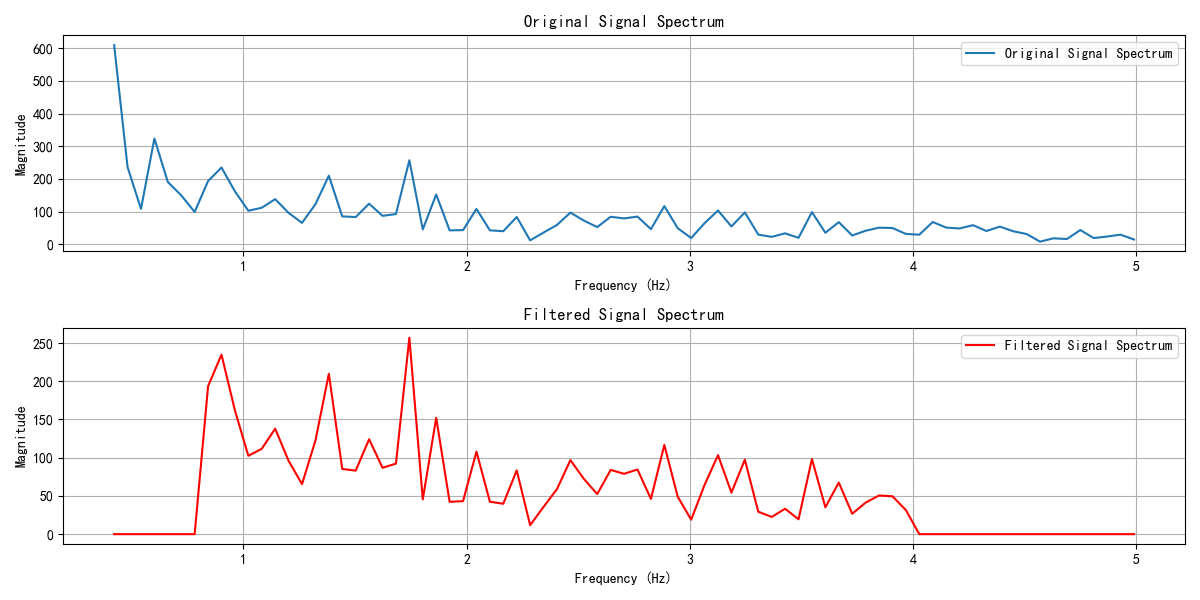 Original Signal Spectrum
600
500
400
300
200
100
0
Magnitude
Original Signal Spectrum
1
2
3
4
5
Frequency (Hz)
Filtered Signal Spectrum
250
200
150
100
50
0
Magnitude
Filtered Signal Spectrum
1
2
3
4
5
Frequency (Hz)